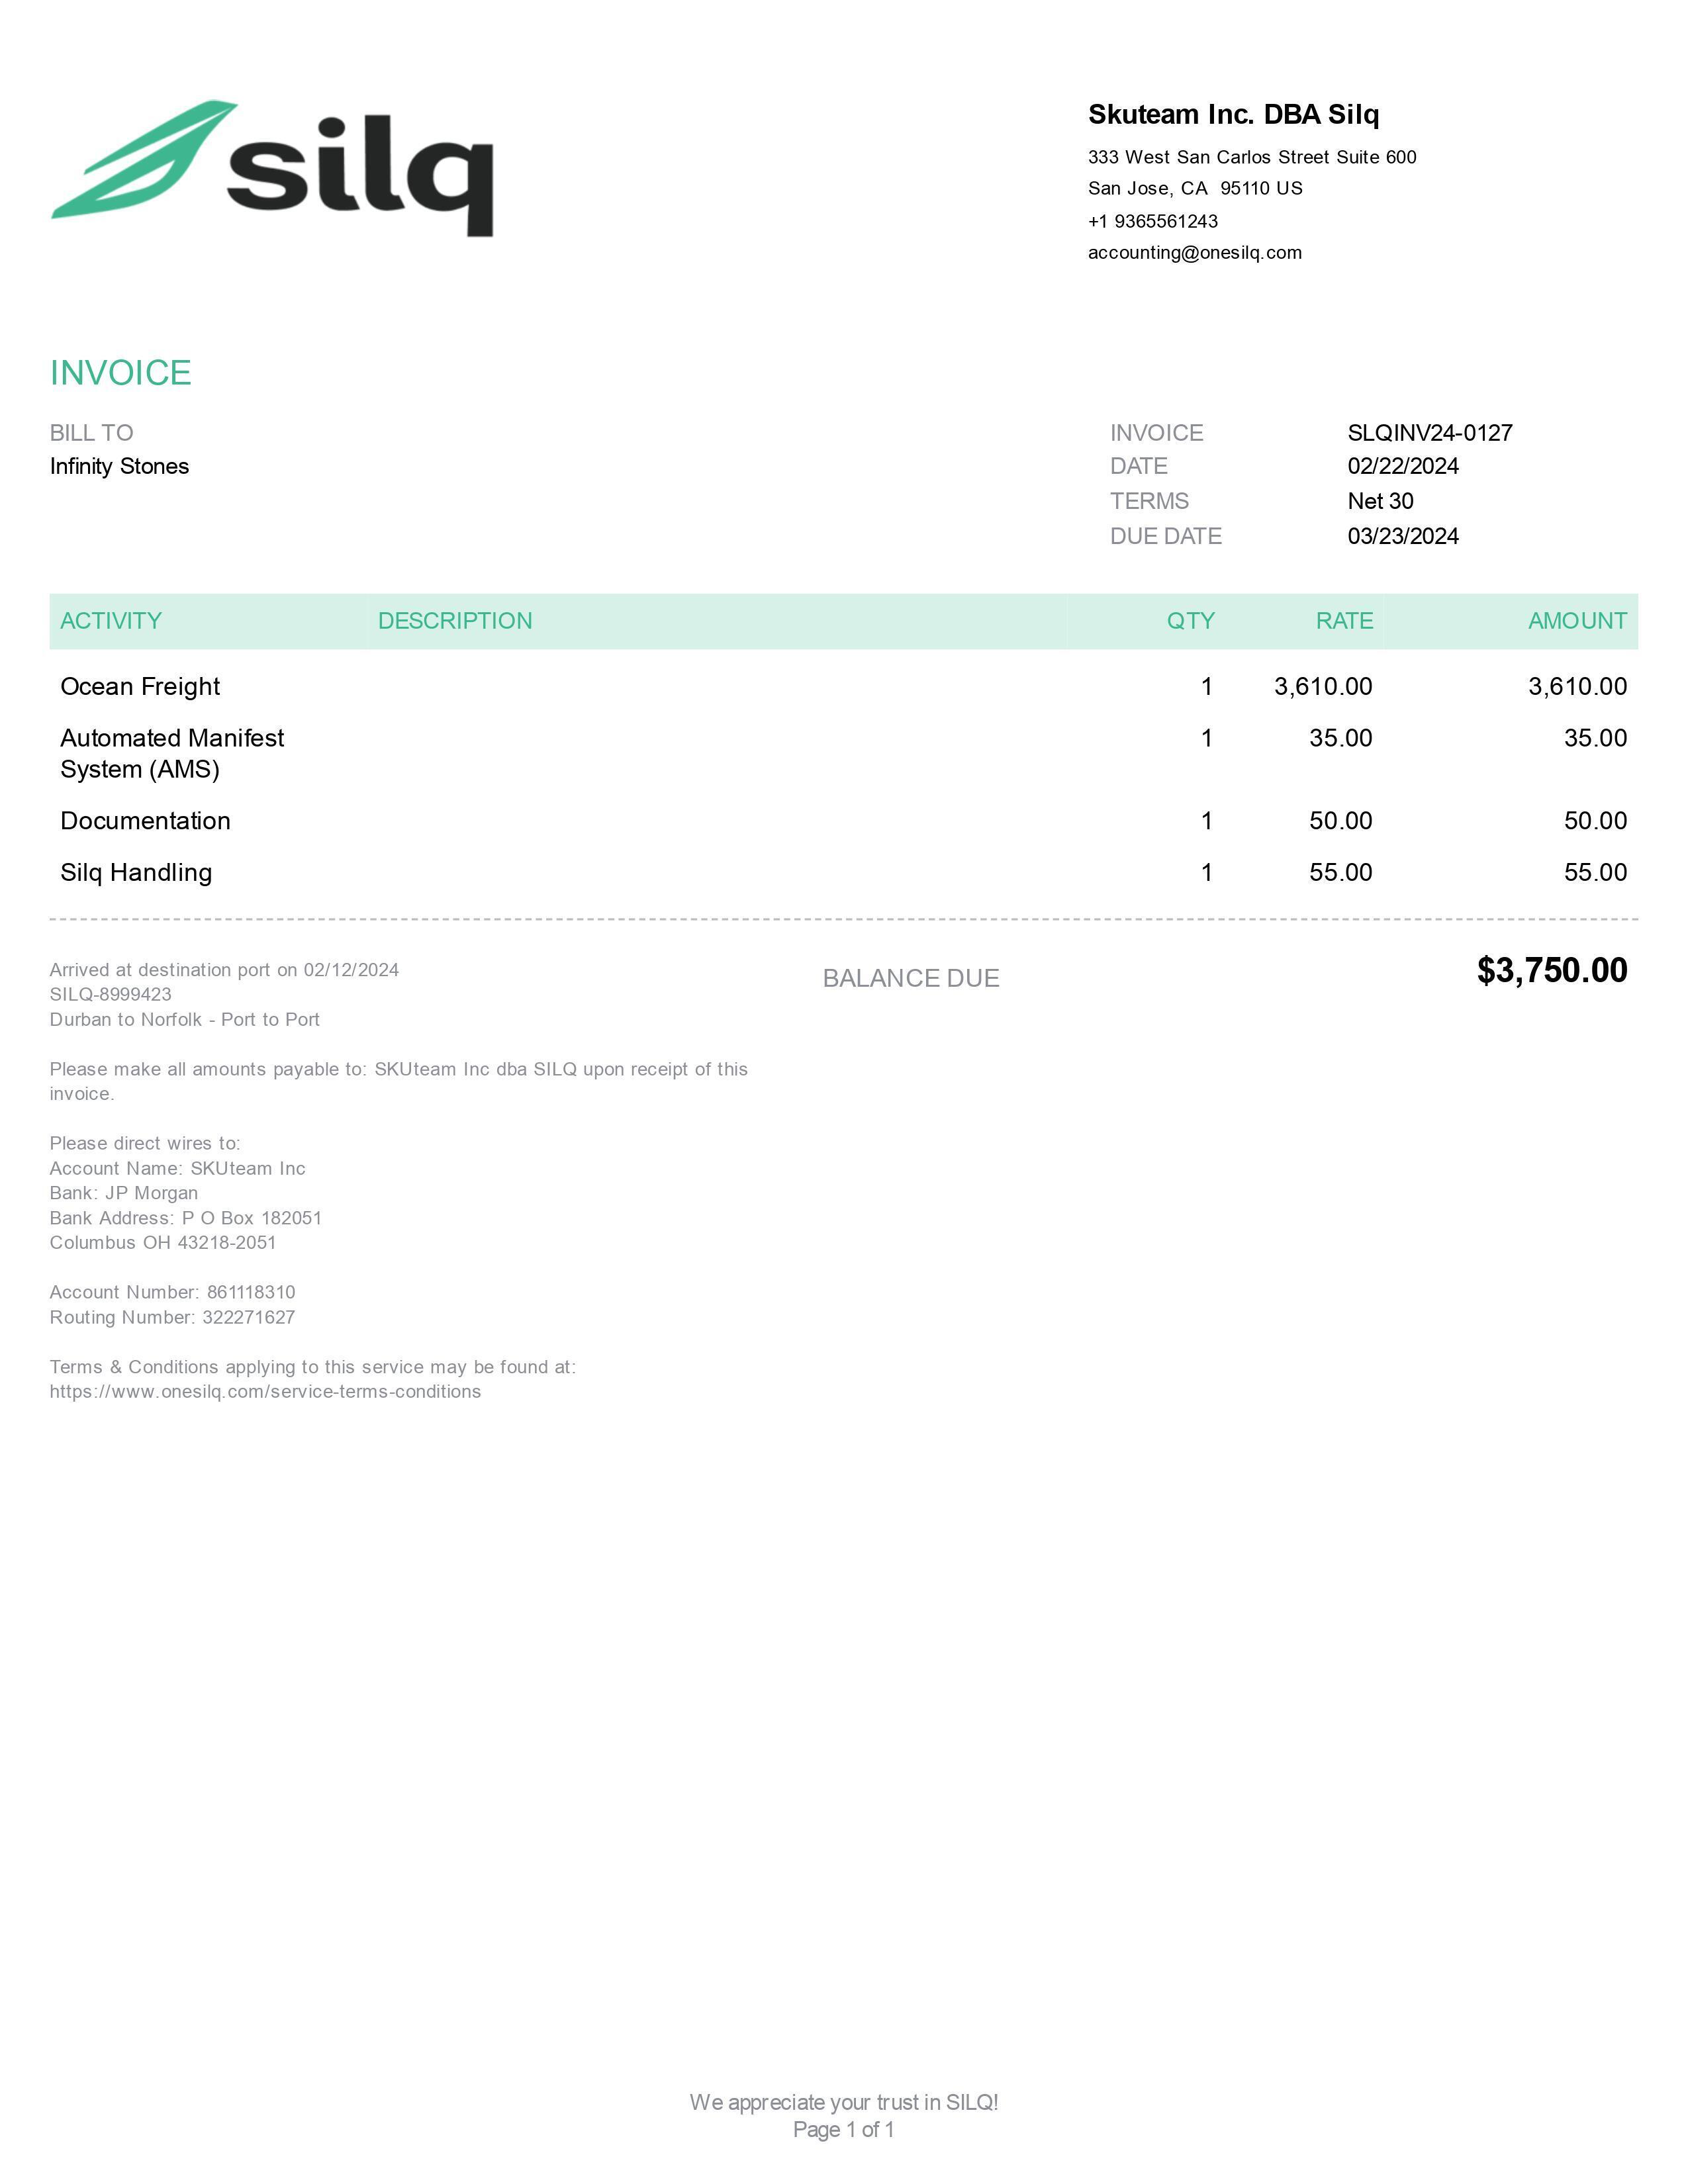 silq
Skuteam Inc. DBA Silq
333 West San Carlos Street Suite 600
San Jose, CA  95110 US
+1 9365561243
accounting@onesilq.com
INVOICE
BILL TO
Infinity Stones
INVOICE SLQINV24-0127
DATE 02/22/2024
TERMS Net 30
DUE DATE 03/23/2024
ACTIVITY DESCRIPTION QTY RATE AMOUNT
Ocean Freight 1 3,610.00 3,610.00
Automated Manifest 1 35.00 35.00
System (AMS)
Documentation 1 50.00 50.00
Silq Handling 1 55.00 55.00
BALANCE DUE $3,750.00
Arrived at destination port on 02/12/2024
SILQ-8999423
Durban to Norfolk - Port to Port
Please make all amounts payable to: SKUteam Inc dba SILQ upon receipt of this
invoice.
Please direct wires to:
Account Name: SKUteam Inc
Bank: JP Morgan
Bank Address: P O Box 182051
Columbus OH 43218-2051
Account Number: 861118310
Routing Number: 322271627
Terms & Conditions applying to this service may be found at:
https://www.onesilq.com/service-terms-conditions
We appreciate your trust in SILQ!
Page 1 of 1